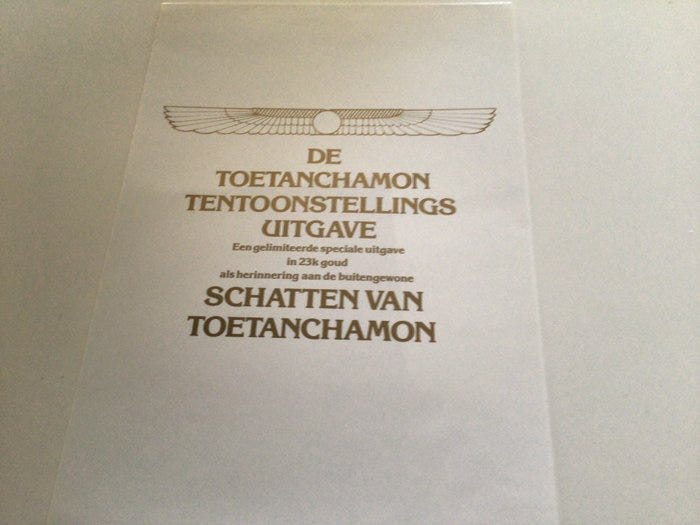 DE
TOETANCHAMON
TENTOONSTELLINGS
UITGAVE
Een gelimiteerde speciale uitgave
in 23k goud
als herinnering aan de buitengewone
SCHATTEN VAN
TOETANCHAMON